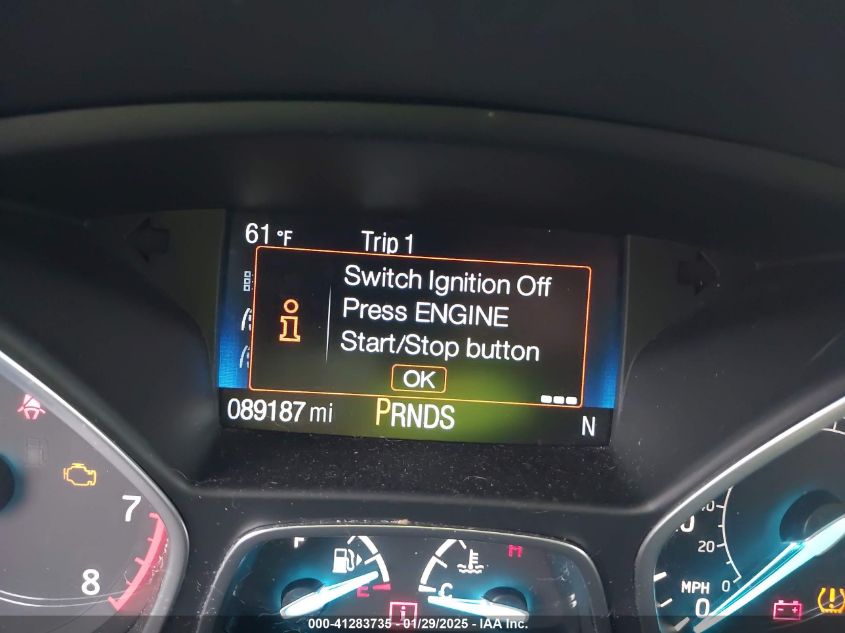 61 °F
Trip 1
Switch Ignition Off
Press ENGINE
Start/Stop button
OK
089187 mi
PRNDS
N
7
8
F
E
C
H
20
MPH
0
0
000-41283735 - 01/29/2025 - IAA Inc.